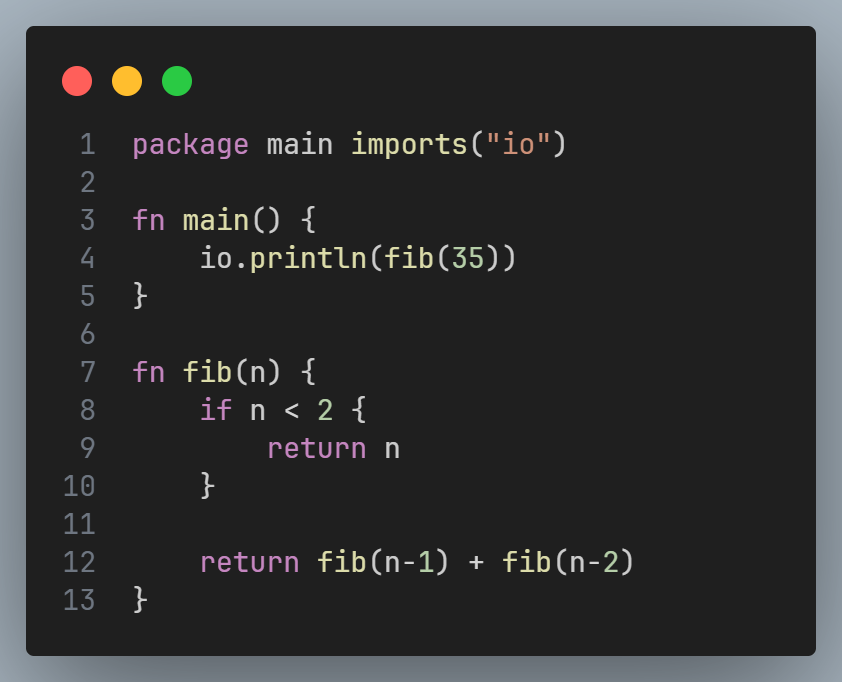 1 package main imports("io")
2
3 fn main() {
4     io.println(fib(35))
5 }
6
7 fn fib(n) {
8     if n < 2 {
9         return n
10     }
11
12     return fib(n-1) + fib(n-2)
13 }